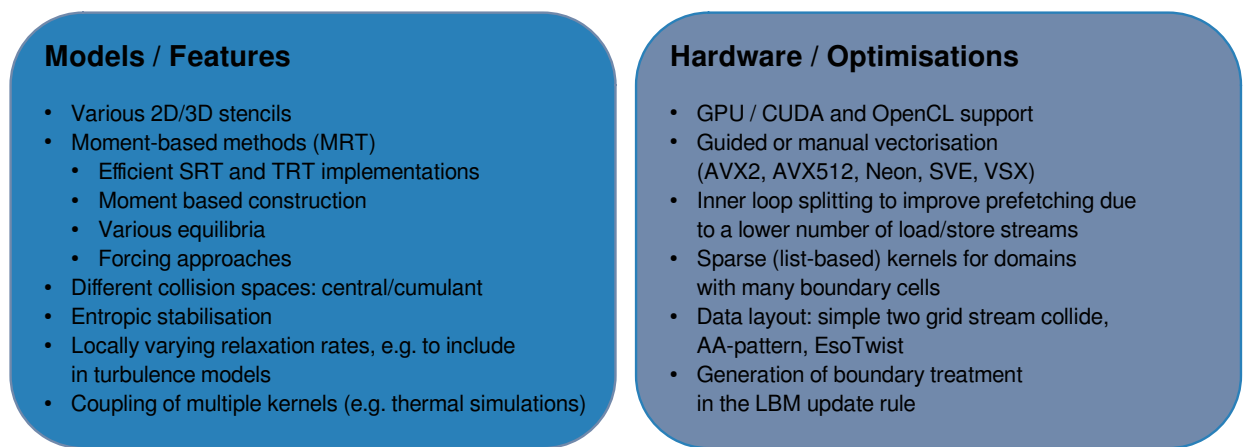 Models / Features
• Various 2D/3D stencils
• Moment-based methods (MRT)
• Efficient SRT and TRT implementations
• Moment based construction
• Various equilibria
• Forcing approaches
• Different collision spaces: central/cumulant
• Entropic stabilisation
• Locally varying relaxation rates, e.g. to include
in turbulence models
• Coupling of multiple kernels (e.g. thermal simulations)
Hardware / Optimisations
• GPU / CUDA and OpenCL support
• Guided or manual vectorisation
(AVX2, AVX512, Neon, SVE, VSX)
• Inner loop splitting to improve prefetching due
to a lower number of load/store streams
• Sparse (list-based) kernels for domains
with many boundary cells
• Data layout: simple two grid stream collide,
AA-pattern, EsoTwist
• Generation of boundary treatment
in the LBM update rule